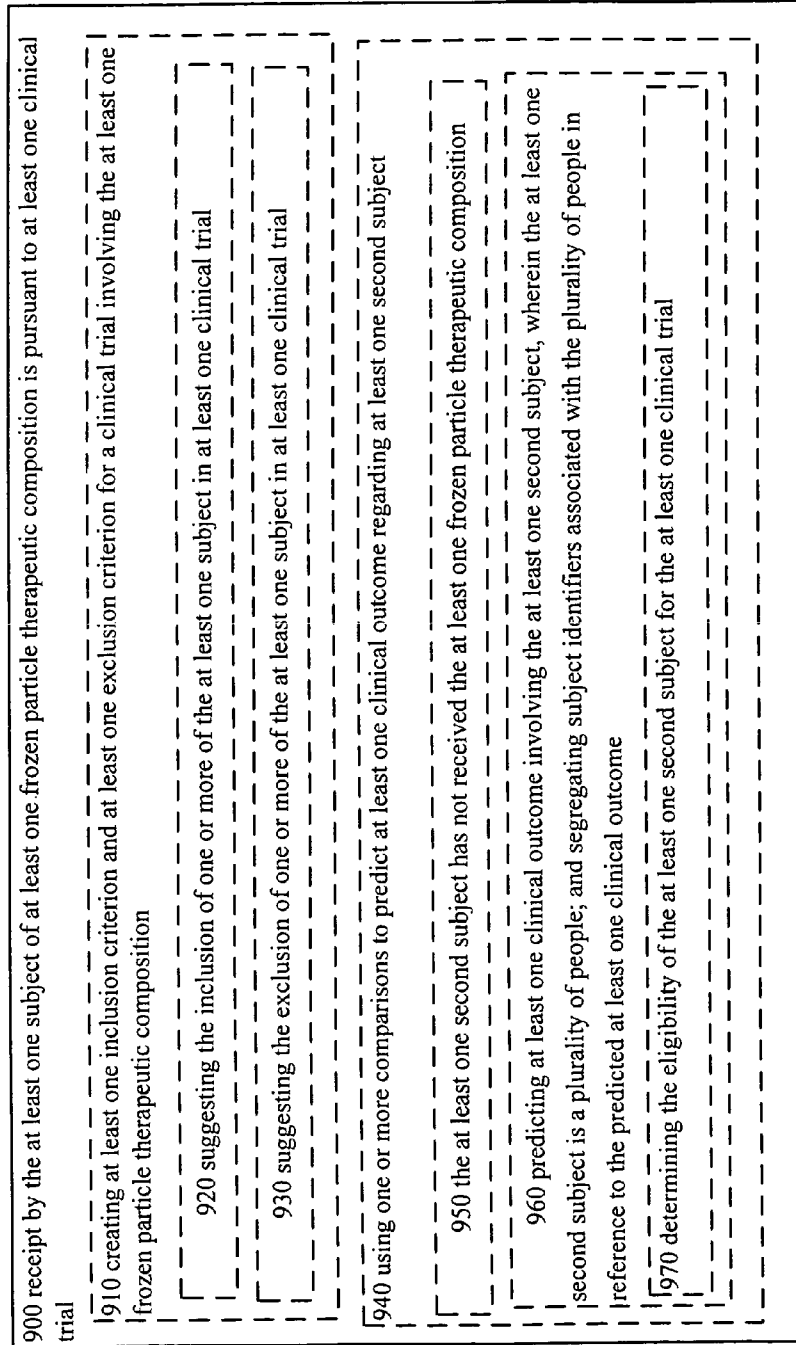 900 receipt by the at least one subject of at least one frozen particle therapeutic composition is pursuant to at least one clinical
trial
910 creating at least one inclusion criterion and at least one exclusion criterion for a clinical trial involving the at least one
frozen particle therapeutic composition
920 suggesting the inclusion of one or more of the at least one subject in at least one clinical trial
930 suggesting the exclusion of one or more of the at least one subject in at least one clinical trial
940 using one or more comparisons to predict at least one clinical outcome regarding at least one second subject
950 the at least one second subject has not received the at least one frozen particle therapeutic composition
960 predicting at least one clinical outcome involving the at least one second subject, wherein the at least one
second subject is a plurality of people; and segregating subject identifiers associated with the plurality of people in
reference to the predicted at least one clinical outcome
970 determining the eligibility of the at least one second subject for the at least one clinical trial